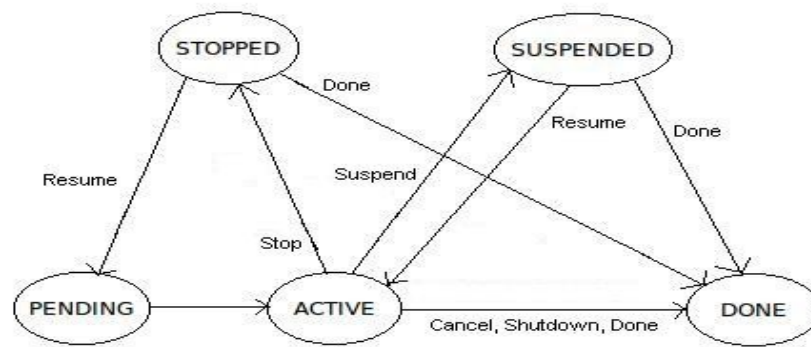 STOPPED
SUSPENDED
Done
Resume
Done
Suspend
Resume
Stop
PENDING
ACTIVE
DONE
Cancel, Shutdown, Done